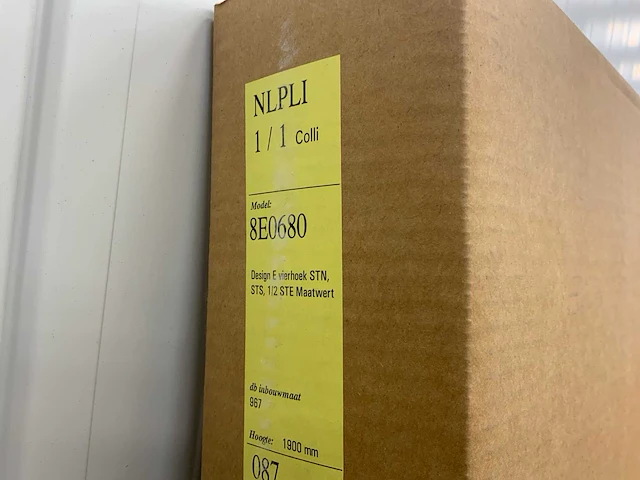 NLPLI
1 / 1 Colli
Model:
8E0680
Design E vierhoek STN,
STS, 1/2 STE Maatwert
db inbouwmaat
967
Hoogte: 1900 mm
087